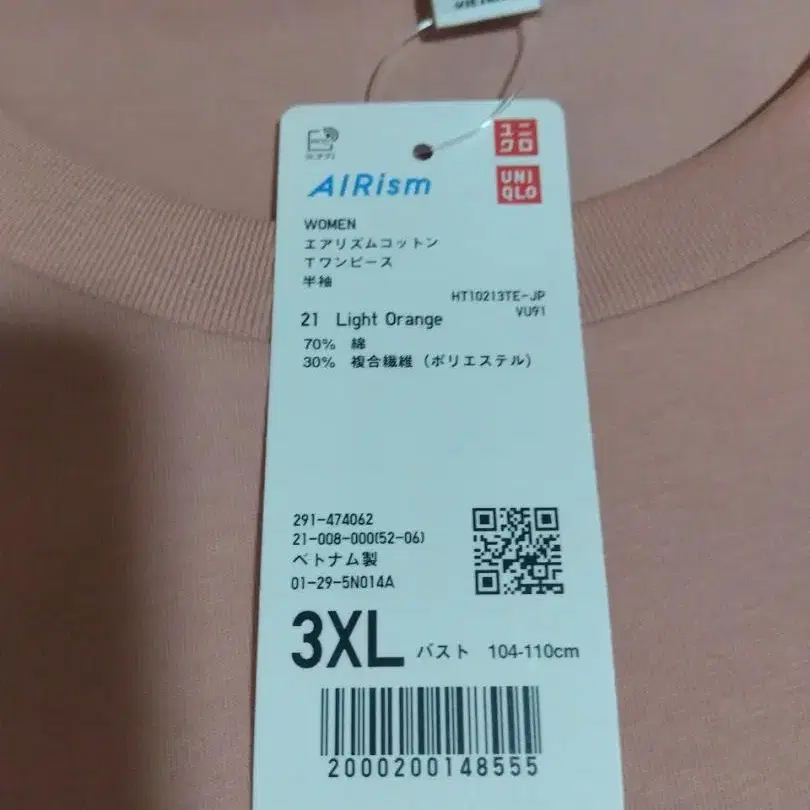 ユニ
クロ
AIRism
UNI
QLO
WOMEN
エアリズムコットン
Tワンピース
半袖
HT10213TE-JP
VU91
21 Light Orange
70% 綿
30% 複合繊維(ポリエステル)
291-474062
21-008-000(52-06)
ベトナム製
01-29-5N014A
3XL バスト 104-110cm
2000200148555